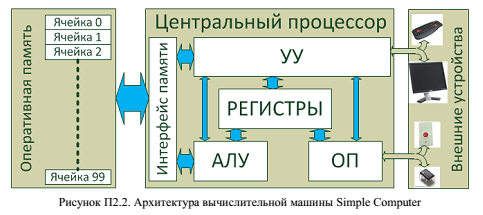 Оперативная память
Ячейка 0
Ячейка 1
Ячейка 2
Ячейка 99
Центральный процессор
Интерфейс памяти
УУ
РЕГИСТРЫ
АЛУ
ОП
Внешние устройства
Рисунок П2.2. Архитектура вычислительной машины Simple Computer